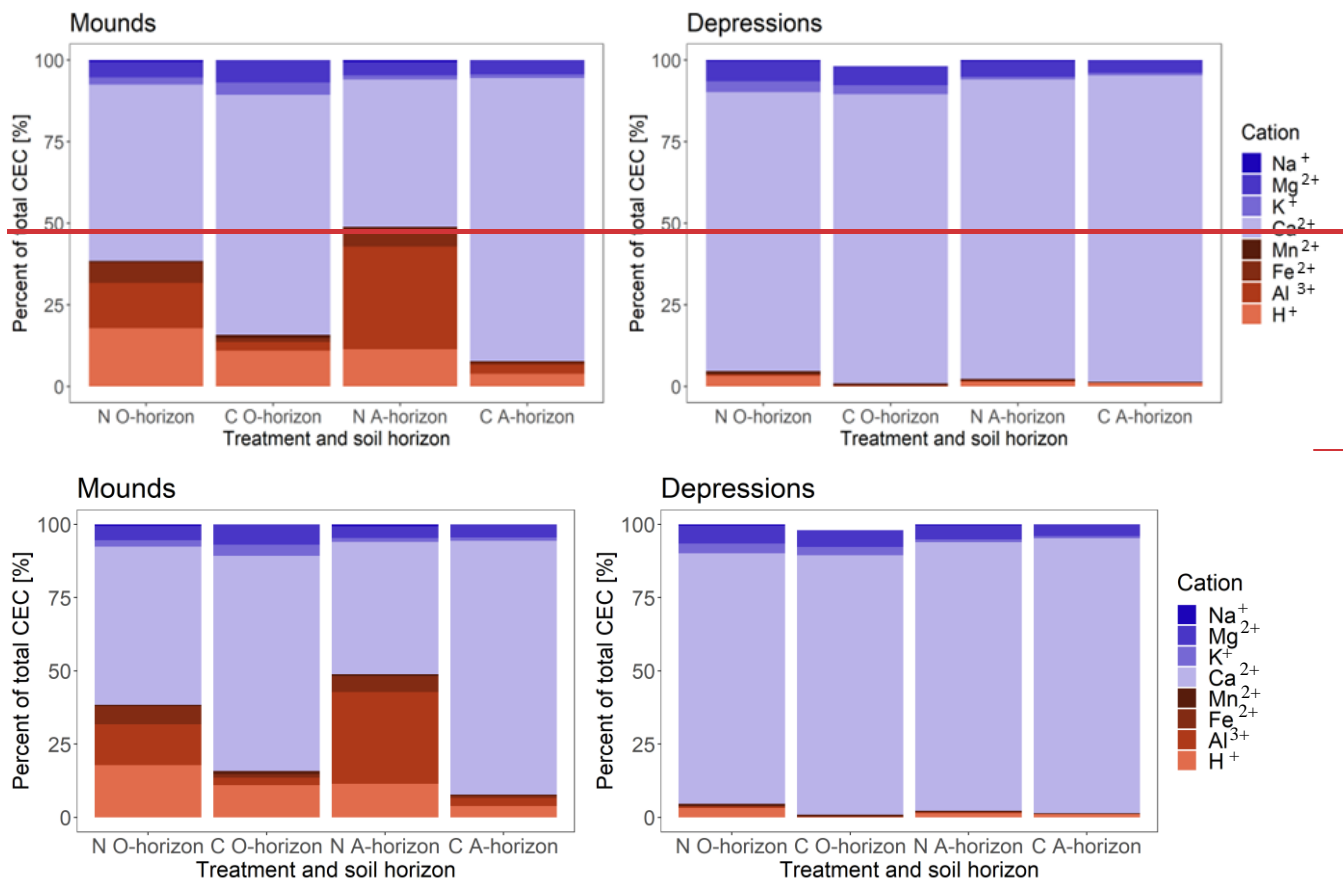 Mounds
Depressions
Percent of total CEC [%]
100
75
50
25
0
N O-horizon C O-horizon N A-horizon C A-horizon
Treatment and soil horizon
Percent of total CEC [%]
100
75
50
25
0
N O-horizon C O-horizon N A-horizon C A-horizon
Treatment and soil horizon
Cation
Na⁺
Mg²⁺
K⁺
Ca²⁺
Mn²⁺
Fe²⁺
Al³⁺
H⁺
Mounds
Depressions
Percent of total CEC [%]
100
75
50
25
0
N O-horizon C O-horizon N A-horizon C A-horizon
Treatment and soil horizon
Percent of total CEC [%]
100
75
50
25
0
N O-horizon C O-horizon N A-horizon C A-horizon
Treatment and soil horizon
Cation
Na⁺
Mg²⁺
K⁺
Ca²⁺
Mn²⁺
Fe²⁺
Al³⁺
H⁺